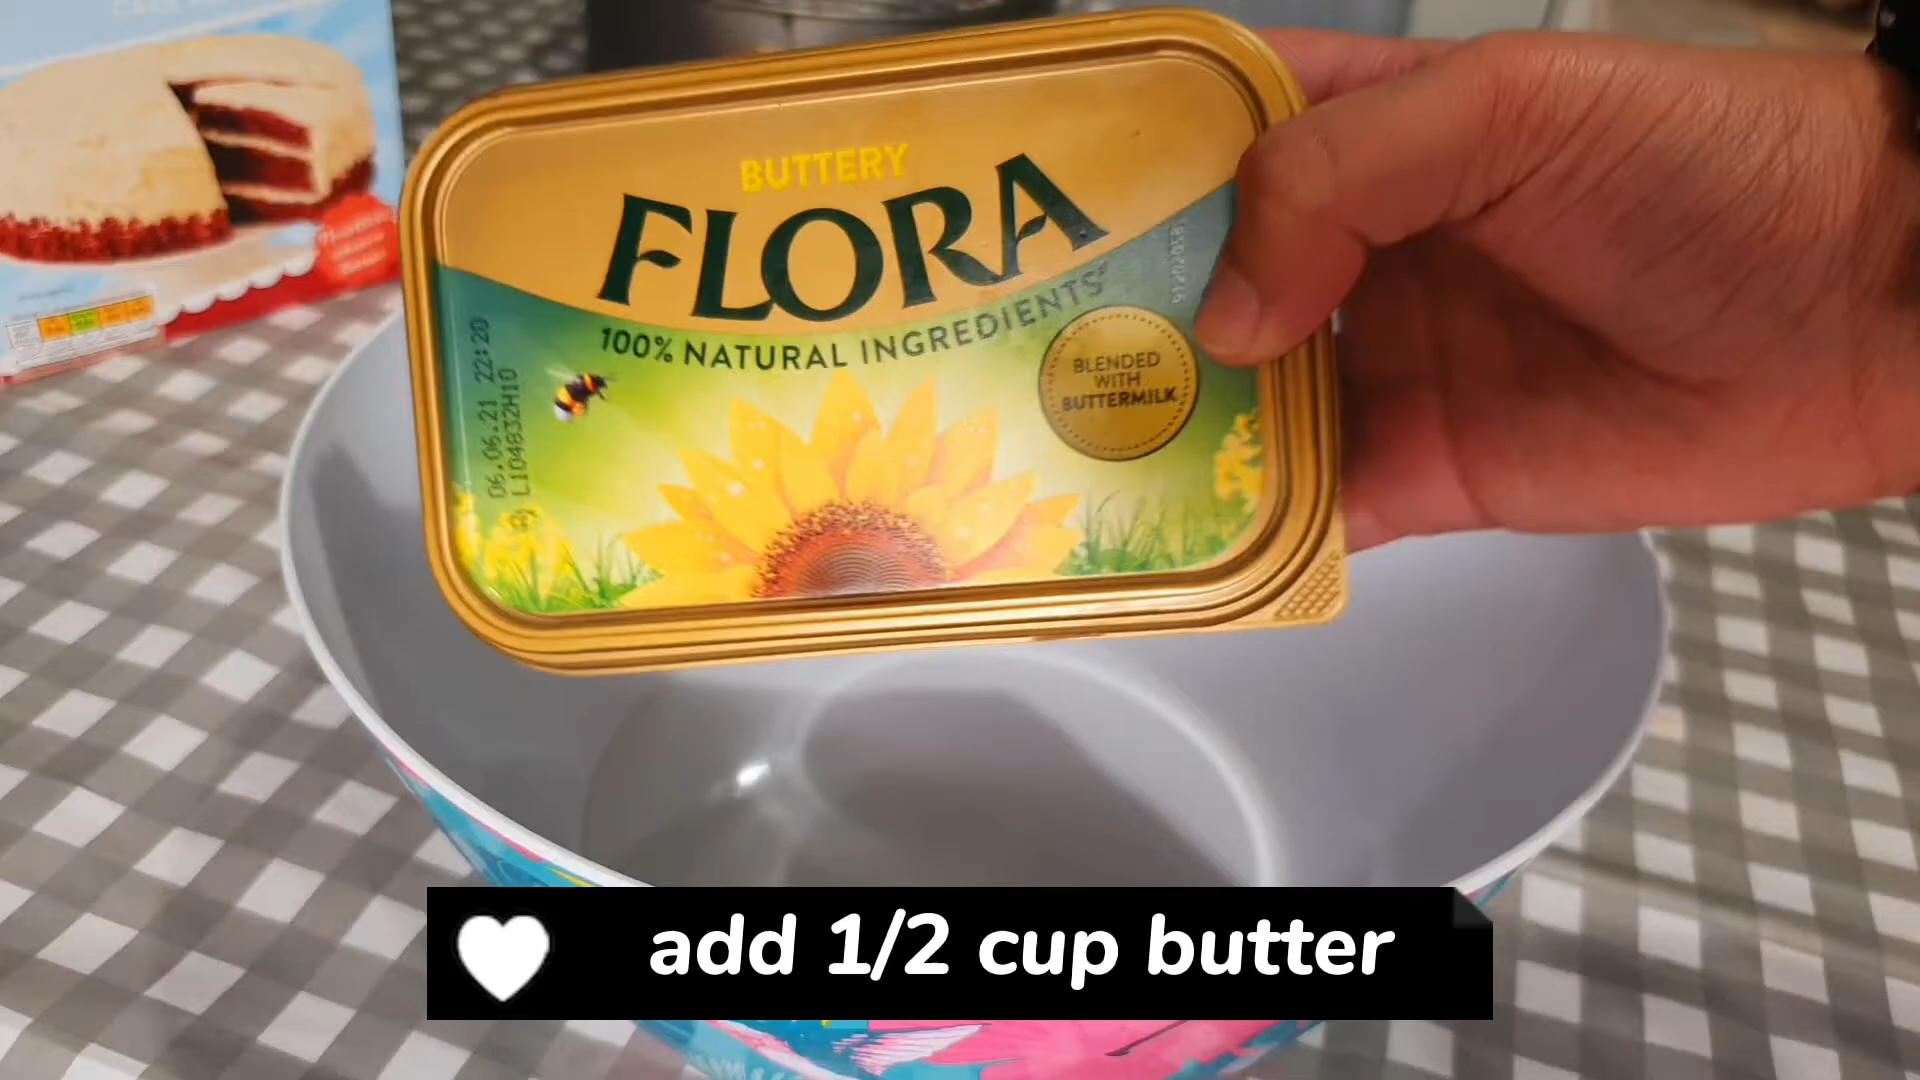 BUTTERY
FLORA
100% NATURAL INGREDIENTS
BLENDED
WITH
BUTTERMILK
06.06.21 22:20
L104832H10
add 1/2 cup butter